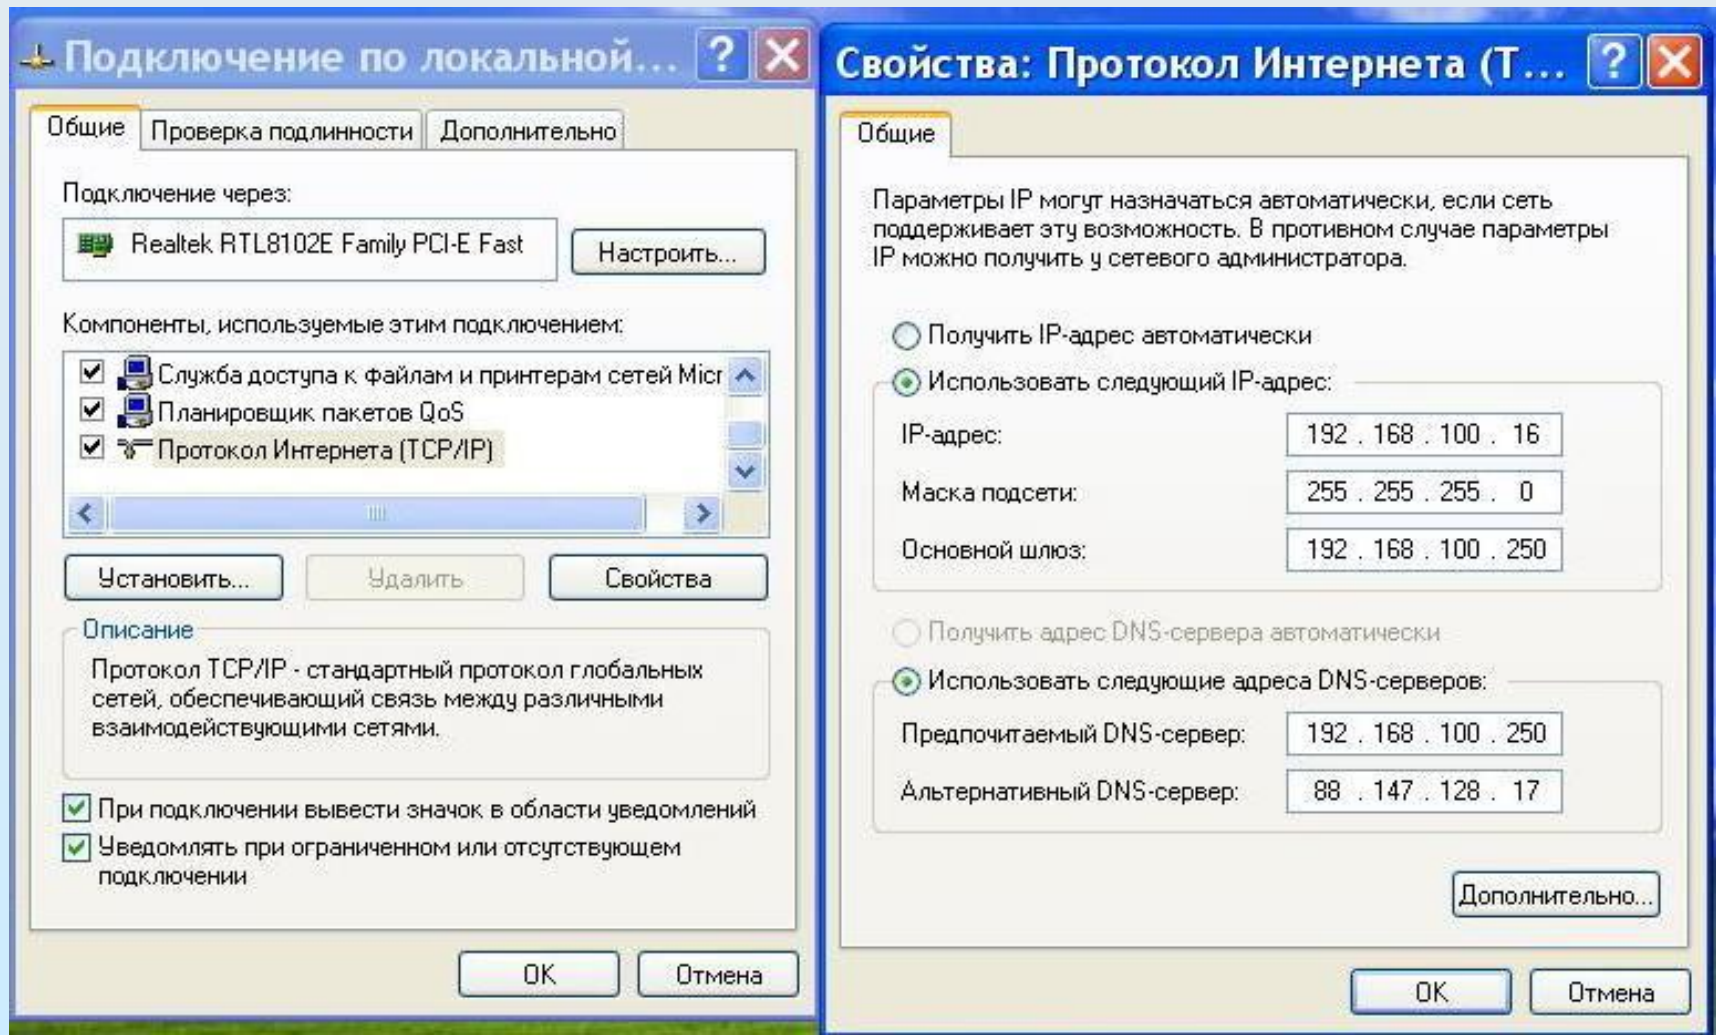 Подключение по локальной...
Общие
Проверка подлинности
Дополнительно
Подключение через:
Realtek RTL8102E Family PCI-E Fast
Настроить...
Компоненты, используемые этим подключением:
Служба доступа к файлам и принтерам сетей Micr
Планировщик пакетов QoS
Протокол Интернета (TCP/IP)
Установить...
Удалить
Свойства
Описание
Протокол TCP/IP - стандартный протокол глобальных
сетей, обеспечивающий связь между различными
взаимодействующими сетями.
При подключении вывести значок в области уведомлений
Уведомлять при ограниченном или отсутствующем
подключении
OK
Отмена
Свойства: Протокол Интернета (T...
Общие
Параметры IP могут назначаться автоматически, если сеть
поддерживает эту возможность. В противном случае параметры
IP можно получить у сетевого администратора.
Получить IP-адрес автоматически
Использовать следующий IP-адрес:
IP-адрес: 192 . 168 . 100 . 16
Маска подсети: 255 . 255 . 255 . 0
Основной шлюз: 192 . 168 . 100 . 250
Получить адрес DNS-сервера автоматически
Использовать следующие адреса DNS-серверов:
Предпочитаемый DNS-сервер: 192 . 168 . 100 . 250
Альтернативный DNS-сервер: 88 . 147 . 128 . 17
Дополнительно...
OK
Отмена